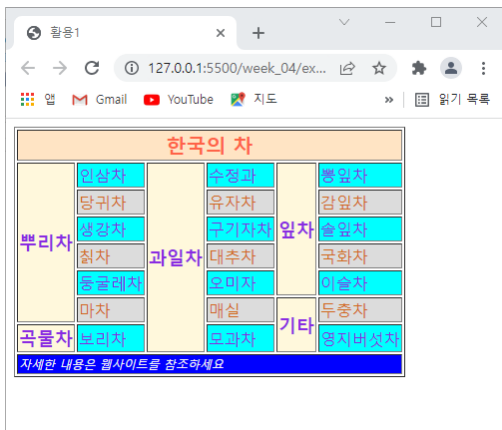 활용1
127.0.0.1:5500/week_04/ex...
앱 Gmail YouTube 지도 » 읽기 목록
한국의 차
뿌리차 인삼차 과일차 수정과 잎차 뽕잎차
당귀차 유자차 감잎차
생강차 구기자차 솔잎차
칡차 대추차 국화차
둥굴레차 오미자 이슬차
마차 매실 기타 두충차
곡물차 보리차 모과차 영지버섯차
자세한 내용은 웹사이트를 참조하세요